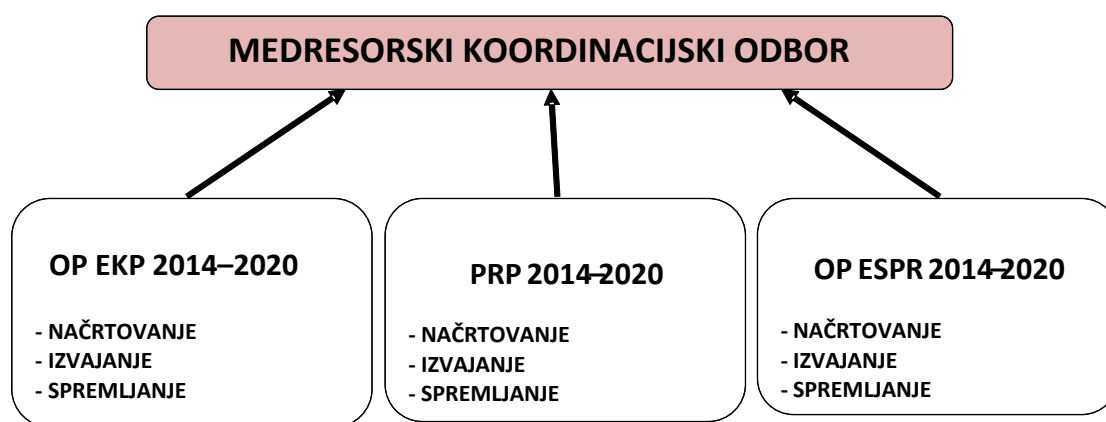 MEDRESORSKI KOORDINACIJSKI ODBOR
OP EKP 2014–2020
- NAČRTOVANJE
- IZVAJANJE
- SPREMLJANJE
PRP 2014–2020
- NAČRTOVANJE
- IZVAJANJE
- SPREMLJANJE
OP ESPR 2014–2020
- NAČRTOVANJE
- IZVAJANJE
- SPREMLJANJE